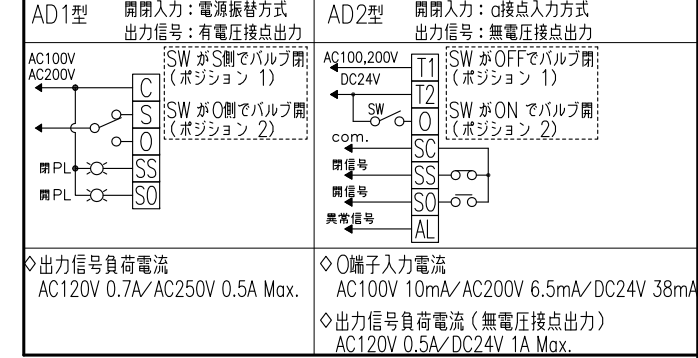 AD1型
開閉入力：電源振替方式
出力信号：有電圧接点出力
AC100V
AC200V
C
S
O
SS
SO
閉PL
開PL
SW がS側でバルブ閉
(ポジション 1)
SW がO側でバルブ開
(ポジション 2)
◇出力信号負荷電流
AC120V 0.7A/AC250V 0.5A Max.
AD2型
開閉入力：a接点入力方式
出力信号：無電圧接点出力
AC100,200V
DC24V
SW
com.
閉信号
開信号
異常信号
T1
T2
O
SC
SS
SO
AL
SW がOFFでバルブ閉
(ポジション 1)
SW がON でバルブ開
(ポジション 2)
◇O端子入力電流
AC100V 10mA/AC200V 6.5mA/DC24V 38mA
◇出力信号負荷電流（無電圧接点出力）
AC120V 0.5A/DC24V 1A Max.